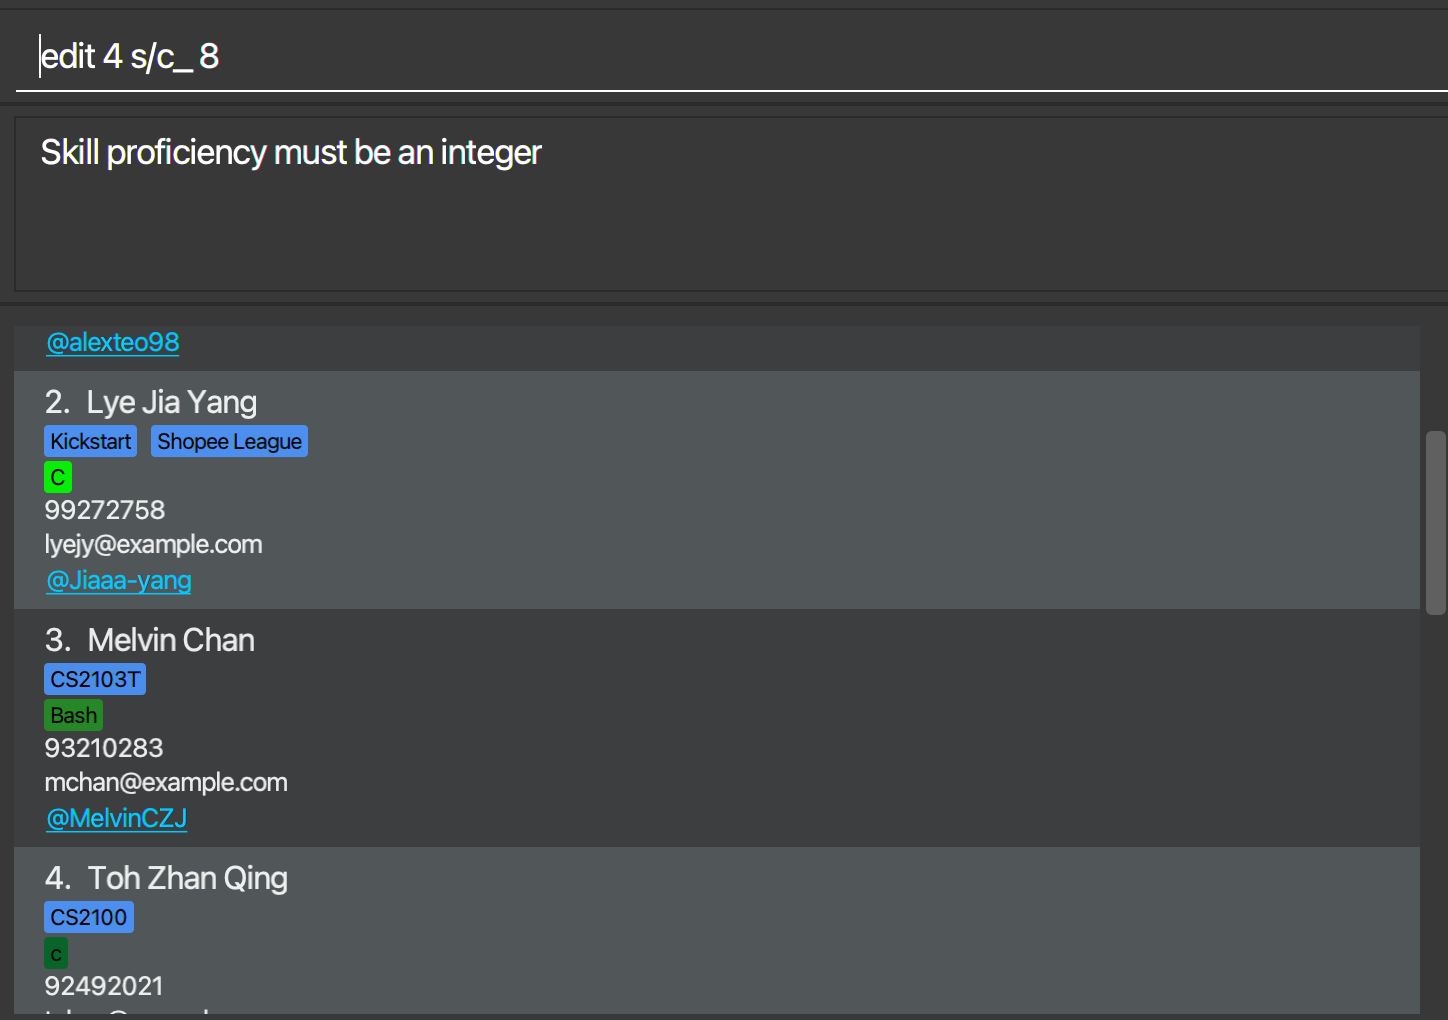 edit 4 s/c_ 8
Skill proficiency must be an integer
@alexteo98
2. Lye Jia Yang
Kickstart Shopee League
C
99272758
lyejy@example.com
@Jiaaa-yang
3. Melvin Chan
CS2103T
Bash
93210283
mchan@example.com
@MelvinCZJ
4. Toh Zhan Qing
CS2100
c
92492021